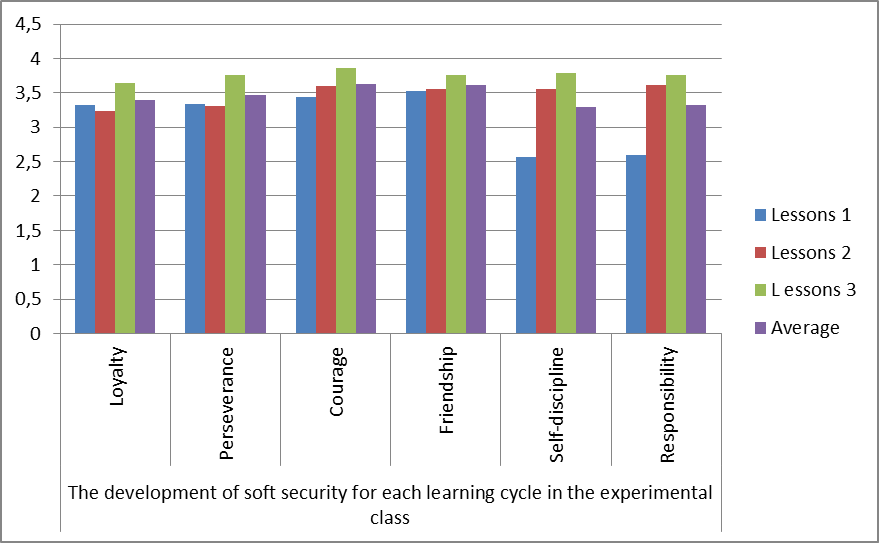 4,5
4
3,5
3
2,5
2
1,5
1
0,5
0
Loyalty
Perseverance
Courage
Friendship
Self-discipline
Responsibility
The development of soft security for each learning cycle in the experimental
class
Lessons 1
Lessons 2
L essons 3
Average